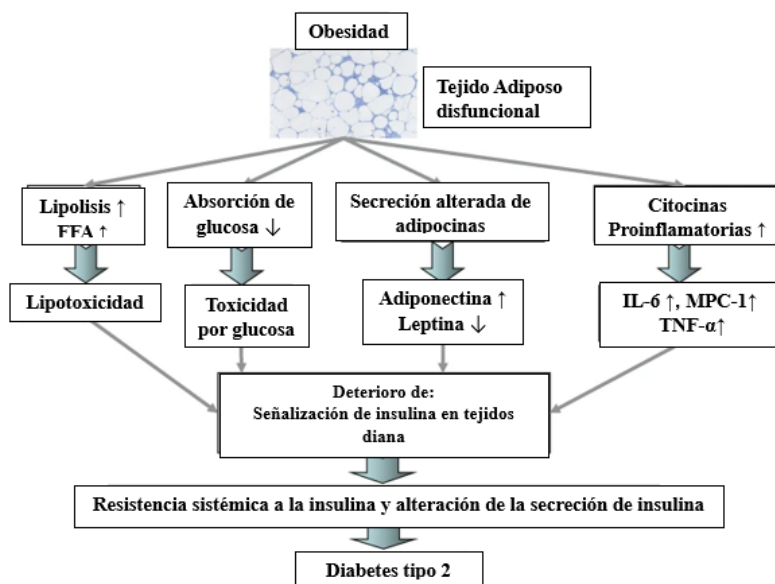 Obesidad
Tejido Adiposo
disfuncional
Lipolisis ↑
FFA ↑
Absorción de
glucosa ↓
Secreción alterada de
adipocinas
Citocinas
Proinflamatorias ↑
Lipotoxicidad
Toxicidad
por glucosa
Adiponectina ↑
Leptina ↓
IL-6 ↑, MPC-1↑
TNF-α↑
Deterioro de:
Señalización de insulina en tejidos
diana
Resistencia sistémica a la insulina y alteración de la secreción de insulina
Diabetes tipo 2